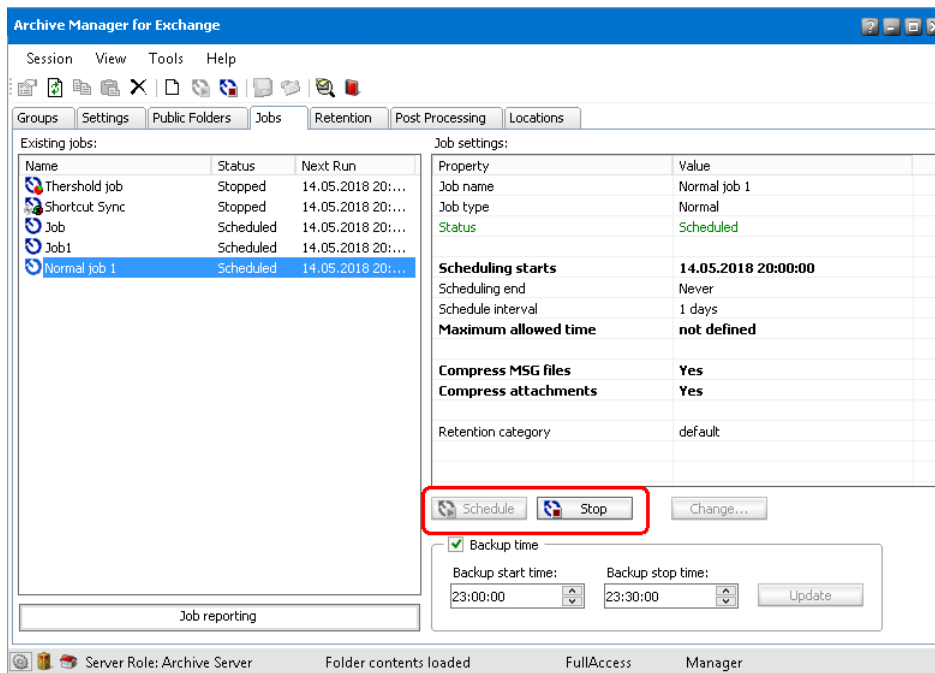 Archive Manager for Exchange
Session View Tools Help
Groups Settings Public Folders Jobs Retention Post Processing Locations
Existing jobs:
Name Status Next Run
Thershold job Stopped 14.05.2018 20:...
Shortcut Sync Stopped 14.05.2018 20:...
Job Scheduled 14.05.2018 20:...
Job1 Scheduled 14.05.2018 20:...
Normal job 1 Scheduled 14.05.2018 20:...
Job reporting
Job settings:
Property Value
Job name Normal job 1
Job type Normal
Status Scheduled
Scheduling starts 14.05.2018 20:00:00
Scheduling end Never
Schedule interval 1 days
Maximum allowed time not defined
Compress MSG files Yes
Compress attachments Yes
Retention category default
Schedule Stop Change...
Backup time
Backup start time: Backup stop time:
23:00:00 23:30:00 Update
Server Role: Archive Server Folder contents loaded FullAccess Manager